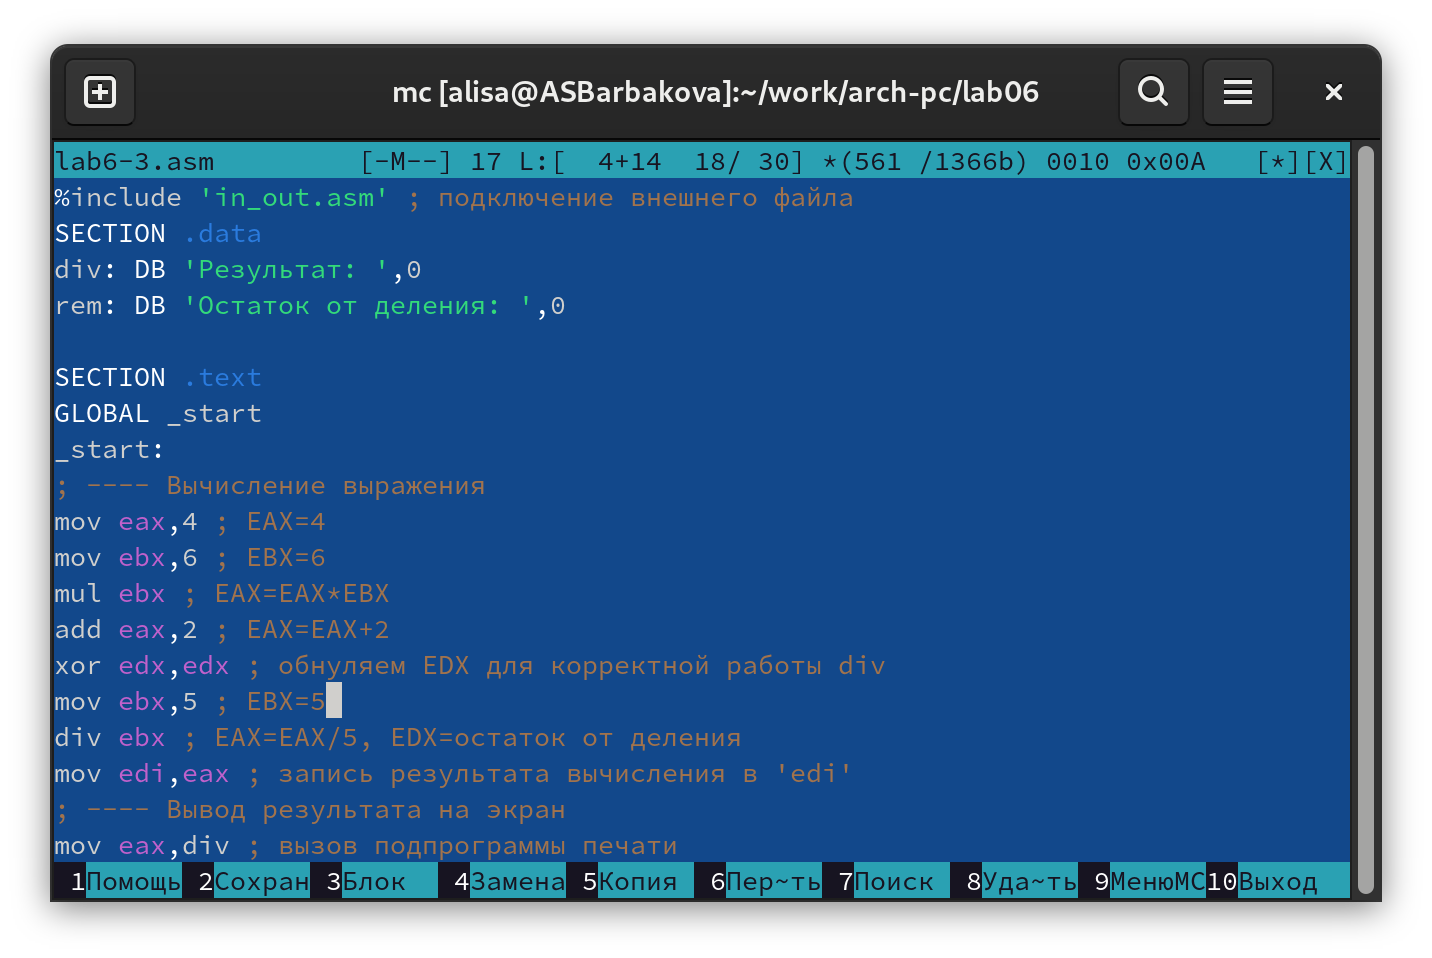 mc [alisa@ASBarbakova]:~/work/arch-pc/lab06
lab6-3.asm [-M--] 17 L:[ 4+14 18/ 30] *(561 /1366b) 0010 0x00A [*][X]
%include 'in_out.asm' ; подключение внешнего файла
SECTION .data
div: DB 'Результат: ',0
rem: DB 'Остаток от деления: ',0
SECTION .text
GLOBAL _start
_start:
; ---- Вычисление выражения
mov eax,4 ; EAX=4
mov ebx,6 ; EBX=6
mul ebx ; EAX=EAX*EBX
add eax,2 ; EAX=EAX+2
xor edx,edx ; обнуляем EDX для корректной работы div
mov ebx,5 ; EBX=5
div ebx ; EAX=EAX/5, EDX=остаток от деления
mov edi,eax ; запись результата вычисления в 'edi'
; ---- Вывод результата на экран
mov eax,div ; вызов подпрограммы печати
1Помощь 2Сохран 3Блок 4Замена 5Копия 6Пер~ть 7Поиск 8Уда~ть 9МенюMC 10Выход